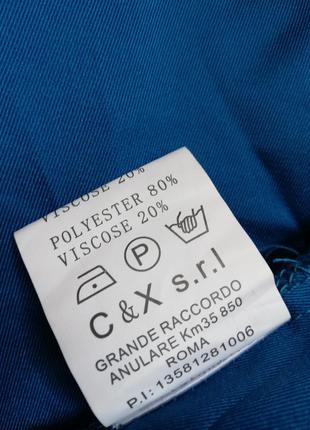 VISCOSE 20%
POLYESTER 80%
VISCOSE 20%
P
C &X s.r.l
GRANDE RACCORDO
ANULARE Km35 850
ROMA
P.I: 13581281006